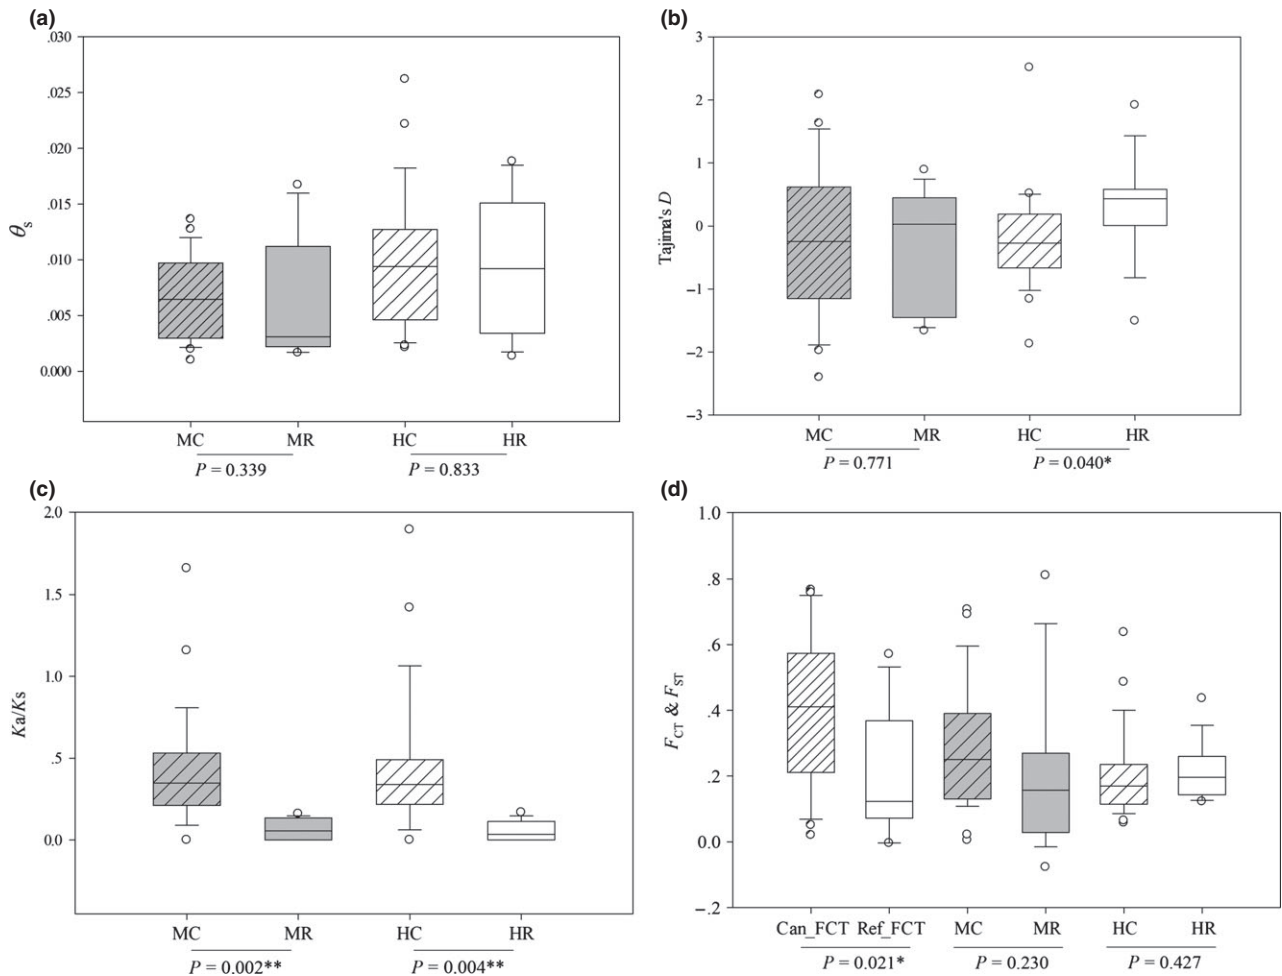 (a)
θs
.030
.025
.020
.015
.010
.005
0.000
MC MR HC HR
P = 0.339 P = 0.833
(b)
Tajima's D
3
2
1
0
−1
−2
−3
MC MR HC HR
P = 0.771 P = 0.040*
(c)
Ka/Ks
2.0
1.5
1.0
.5
0.0
MC MR HC HR
P = 0.002** P = 0.004**
(d)
FCT & FST
1.0
.8
.6
.4
.2
0.0
−.2
Can_FCT Ref_FCT MC MR HC HR
P = 0.021* P = 0.230 P = 0.427